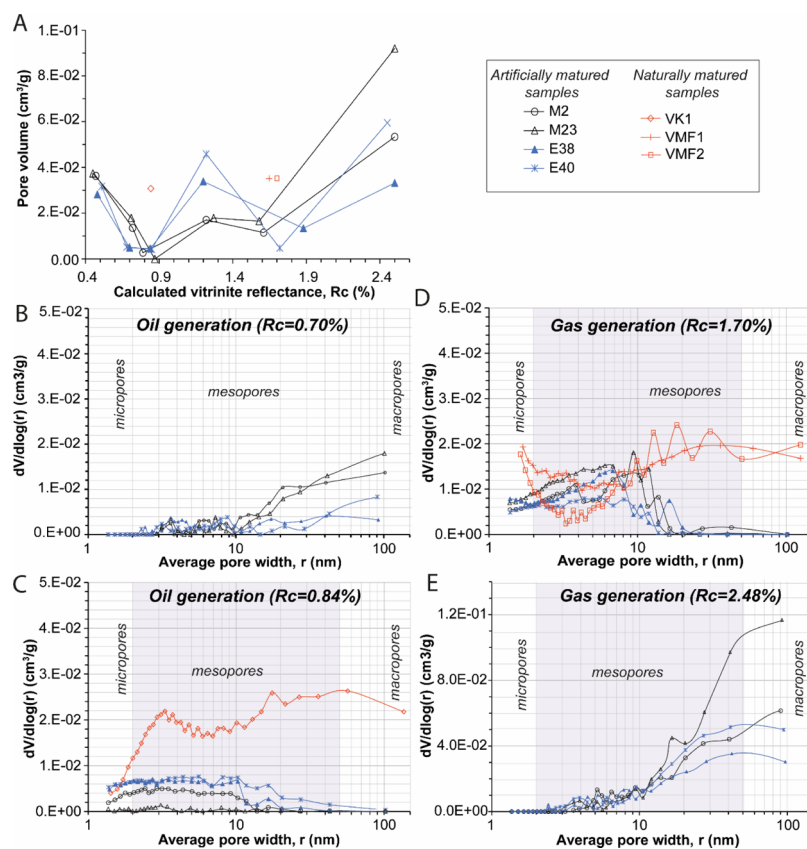 A
1.E-01
8.E-02
6.E-02
4.E-02
2.E-02
0.00
Pore volume (cm³/g)
0.4 0.9 1.4 1.9 2.4
Calculated vitrinite reflectance, Rc (%)
Artificially matured samples
M2
M23
E38
E40
Naturally matured samples
VK1
VMF1
VMF2
B
Oil generation (Rc=0.70%)
5.E-02
4.E-02
3.E-02
2.E-02
1.E-02
0.E+00
dV/dlog(r) (cm3/g)
micropores
mesopores
macropores
1 10 100
Average pore width, r (nm)
D
Gas generation (Rc=1.70%)
5.E-02
4.E-02
3.E-02
2.E-02
1.E-02
0.E+00
dV/dlog(r) (cm³/g)
micropores
mesopores
macropores
1 10 100
Average pore width, r (nm)
C
Oil generation (Rc=0.84%)
5.E-02
4.E-02
3.E-02
2.E-02
1.E-02
0.E+00
dV/dlog(r) (cm³/g)
micropores
mesopores
macropores
1 10 100
Average pore width, r (nm)
E
Gas generation (Rc=2.48%)
1.2E-01
8.0E-02
4.0E-02
0.E+00
dV/dlog(r) (cm3/g)
micropores
mesopores
macropores
1 10 100
Average pore width, r (nm)